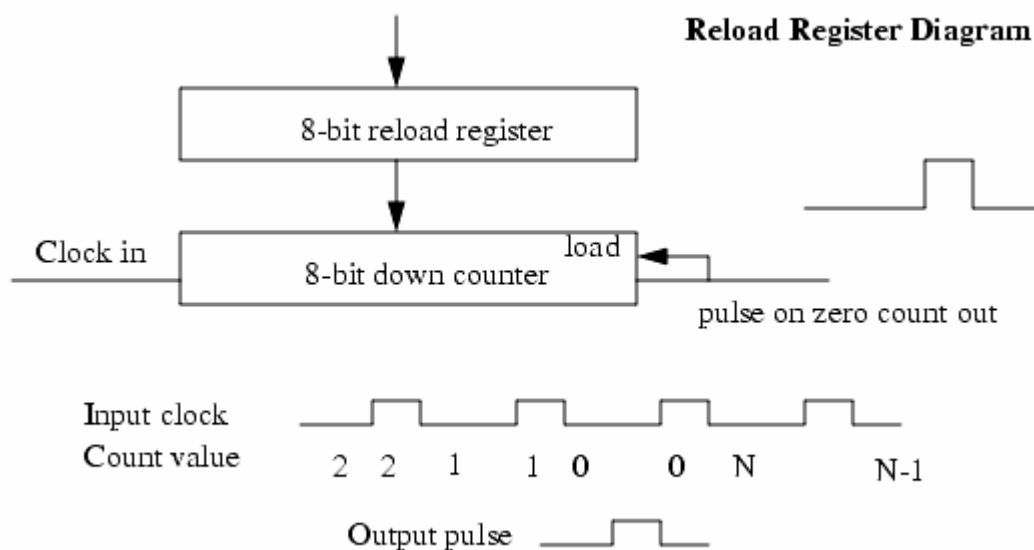 Reload Register Diagram
8-bit reload register
Clock in
load
8-bit down counter
pulse on zero count out
Input clock
Count value 2 2 1 1 0 0 N N-1
Output pulse